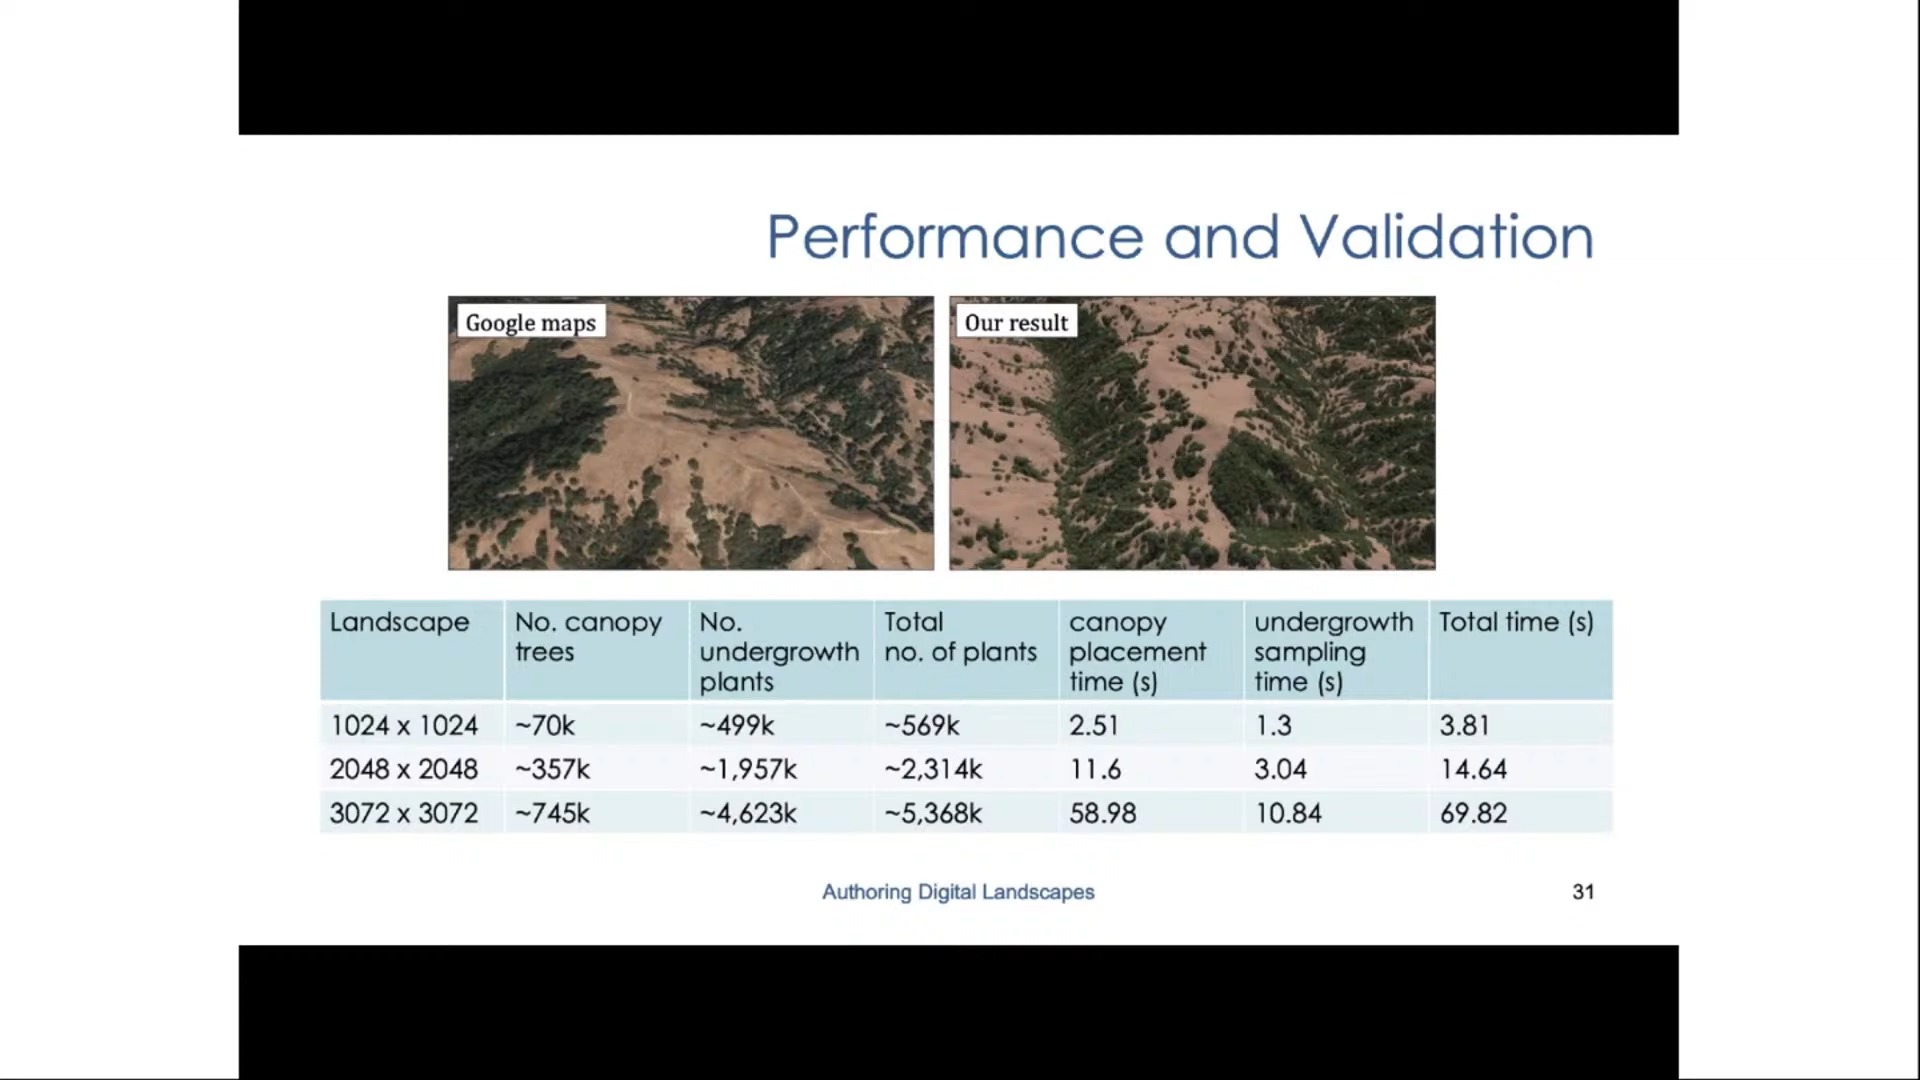 Performance and Validation
Google maps
Our result
Landscape
No. canopy
trees
No.
undergrowth
plants
Total
no. of plants
canopy
placement
time (s)
undergrowth
sampling
time (s)
Total time (s)
1024 x 1024 ~70k ~499k ~569k 2.51 1.3 3.81
2048 x 2048 ~357k ~1,957k ~2,314k 11.6 3.04 14.64
3072 x 3072 ~745k ~4,623k ~5,368k 58.98 10.84 69.82
Authoring Digital Landscapes
31